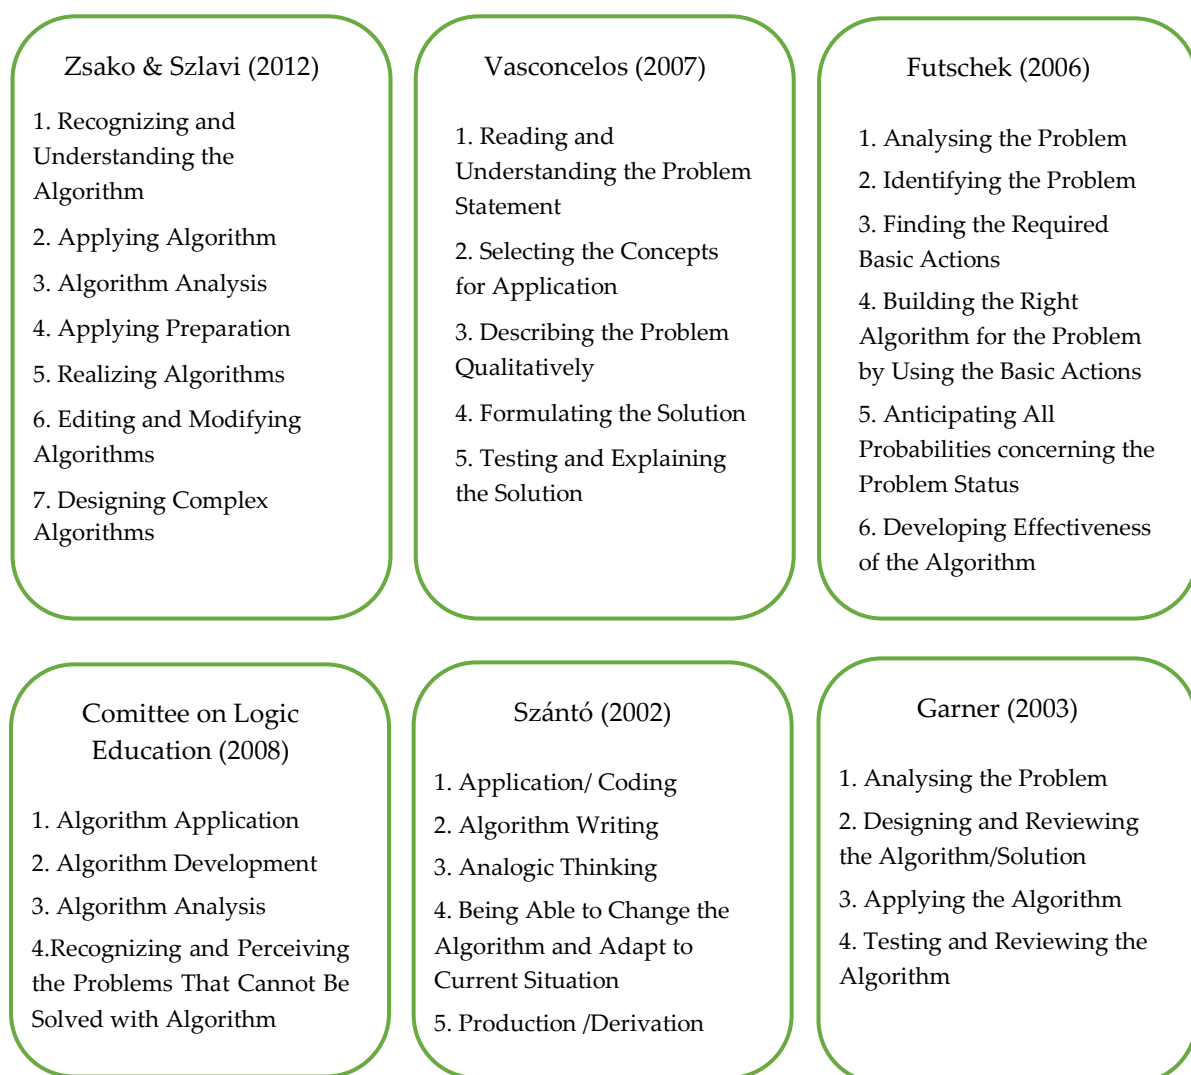 Zsako & Szlavi (2012)
1. Recognizing and
Understanding the
Algorithm
2. Applying Algorithm
3. Algorithm Analysis
4. Applying Preparation
5. Realizing Algorithms
6. Editing and Modifying
Algorithms
7. Designing Complex
Algorithms
Vasconcelos (2007)
1. Reading and
Understanding the Problem
Statement
2. Selecting the Concepts
for Application
3. Describing the Problem
Qualitatively
4. Formulating the Solution
5. Testing and Explaining
the Solution
Futschek (2006)
1. Analysing the Problem
2. Identifying the Problem
3. Finding the Required
Basic Actions
4. Building the Right
Algorithm for the Problem
by Using the Basic Actions
5. Anticipating All
Probabilities concerning the
Problem Status
6. Developing Effectiveness
of the Algorithm
Comittee on Logic
Education (2008)
1. Algorithm Application
2. Algorithm Development
3. Algorithm Analysis
4.Recognizing and Perceiving
the Problems That Cannot Be
Solved with Algorithm
Szántó (2002)
1. Application/ Coding
2. Algorithm Writing
3. Analogic Thinking
4. Being Able to Change the
Algorithm and Adapt to
Current Situation
5. Production /Derivation
Garner (2003)
1. Analysing the Problem
2. Designing and Reviewing
the Algorithm/Solution
3. Applying the Algorithm
4. Testing and Reviewing the
Algorithm